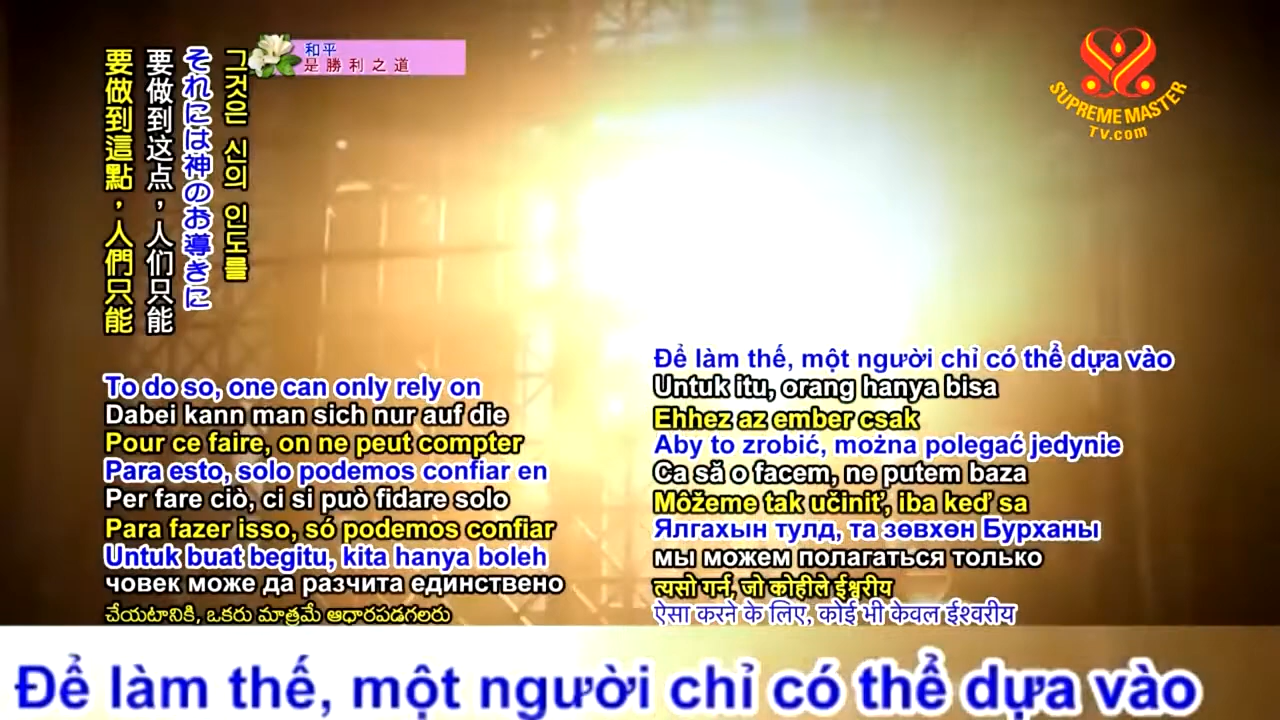 和平
是勝利之道
SUPREME MASTER
TV.com
그것은 신의 인도를
それには神のお導きに
要做到这点，人们只能
要做到這點，人們只能
To do so, one can only rely on
Dabei kann man sich nur auf die
Pour ce faire, on ne peut compter
Para esto, solo podemos confiar en
Per fare ciò, ci si può fidare solo
Para fazer isso, só podemos confiar
Untuk buat begitu, kita hanya boleh
човек може да разчита единствено
చేయటానికి, ఒకరు మాత్రమే ఆధారపడగలరు
Để làm thế, một người chỉ có thể dựa vào
Untuk itu, orang hanya bisa
Ehhez az ember csak
Aby to zrobić, można polegać jedynie
Ca să o facem, ne putem baza
Môžeme tak učiniť, iba keď sa
Ялгахын тулд, та зөвхөн Бурханы
мы можем полагаться только
त्यसो गर्न, जो कोहीले ईश्वरीय
ऐसा करने के लिए, कोई भी केवल ईश्वरीय
Để làm thế, một người chỉ có thể dựa vào